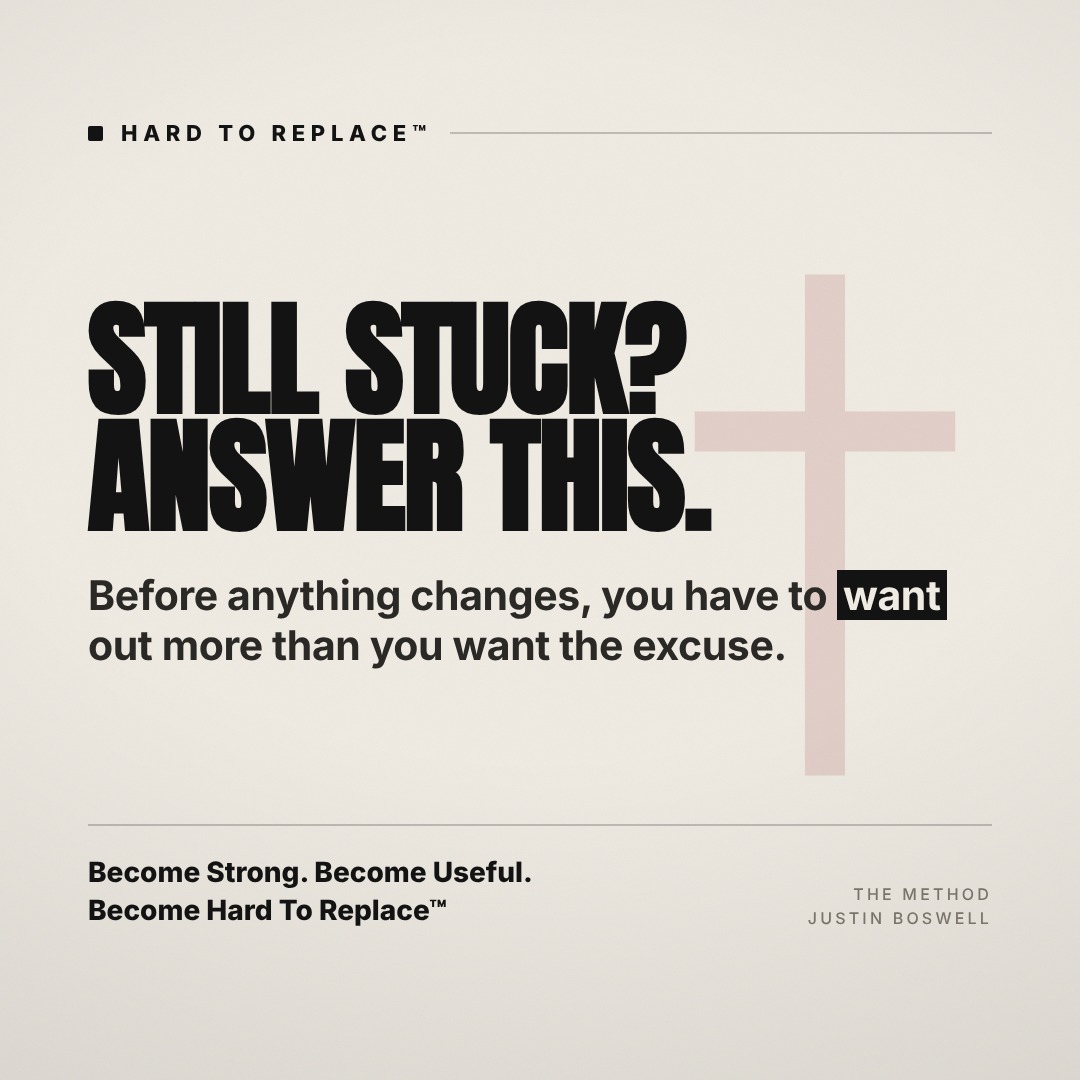 HARD TO REPLACE™
STILL STUCK?
ANSWER THIS.
Before anything changes, you have to want
out more than you want the excuse.
Become Strong. Become Useful.
Become Hard To Replace™
THE METHOD
JUSTIN BOSWELL